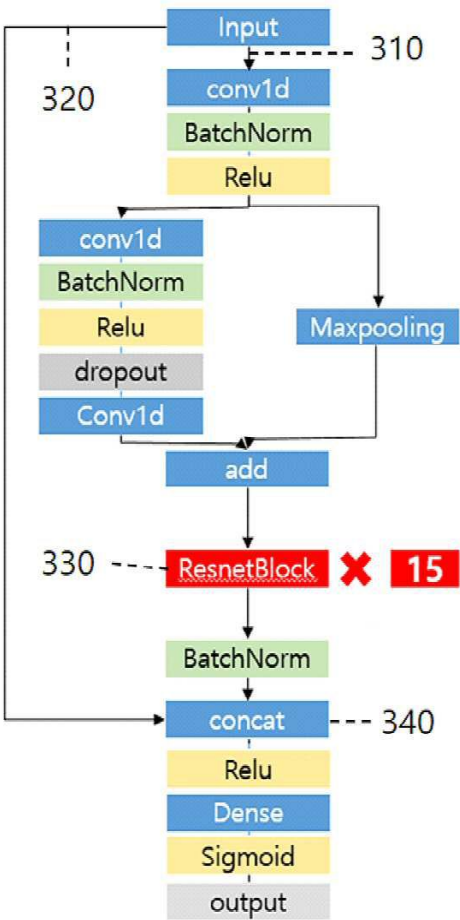 Input
310
320
conv1d
BatchNorm
Relu
conv1d
BatchNorm
Relu
dropout
Conv1d
Maxpooling
add
330
ResnetBlock ✖ 15
BatchNorm
concat
340
Relu
Dense
Sigmoid
output